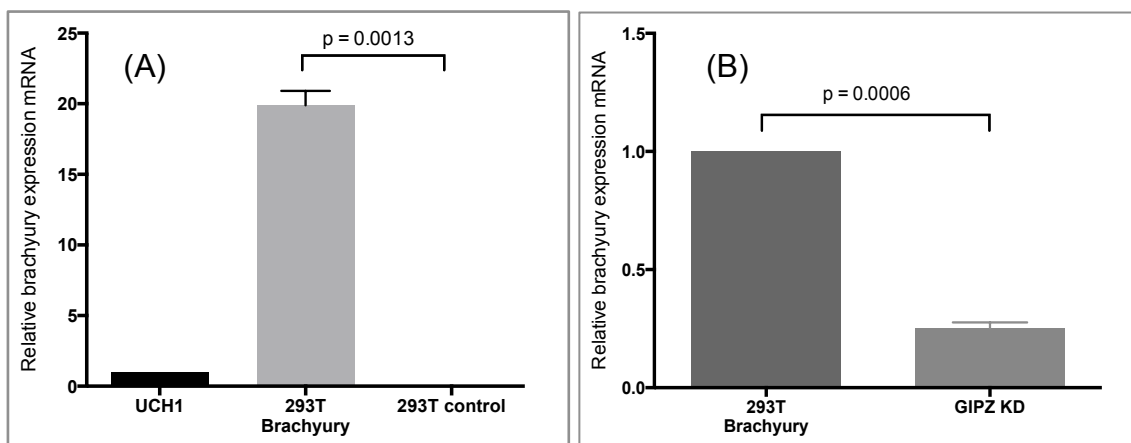 (A)
p = 0.0013
Relative brachyury expression mRNA
25
20
15
10
5
0
UCH1
293T
Brachyury
293T control
(B)
p = 0.0006
Relative brachyury expression mRNA
1.5
1.0
0.5
0.0
293T
Brachyury
GIPZ KD